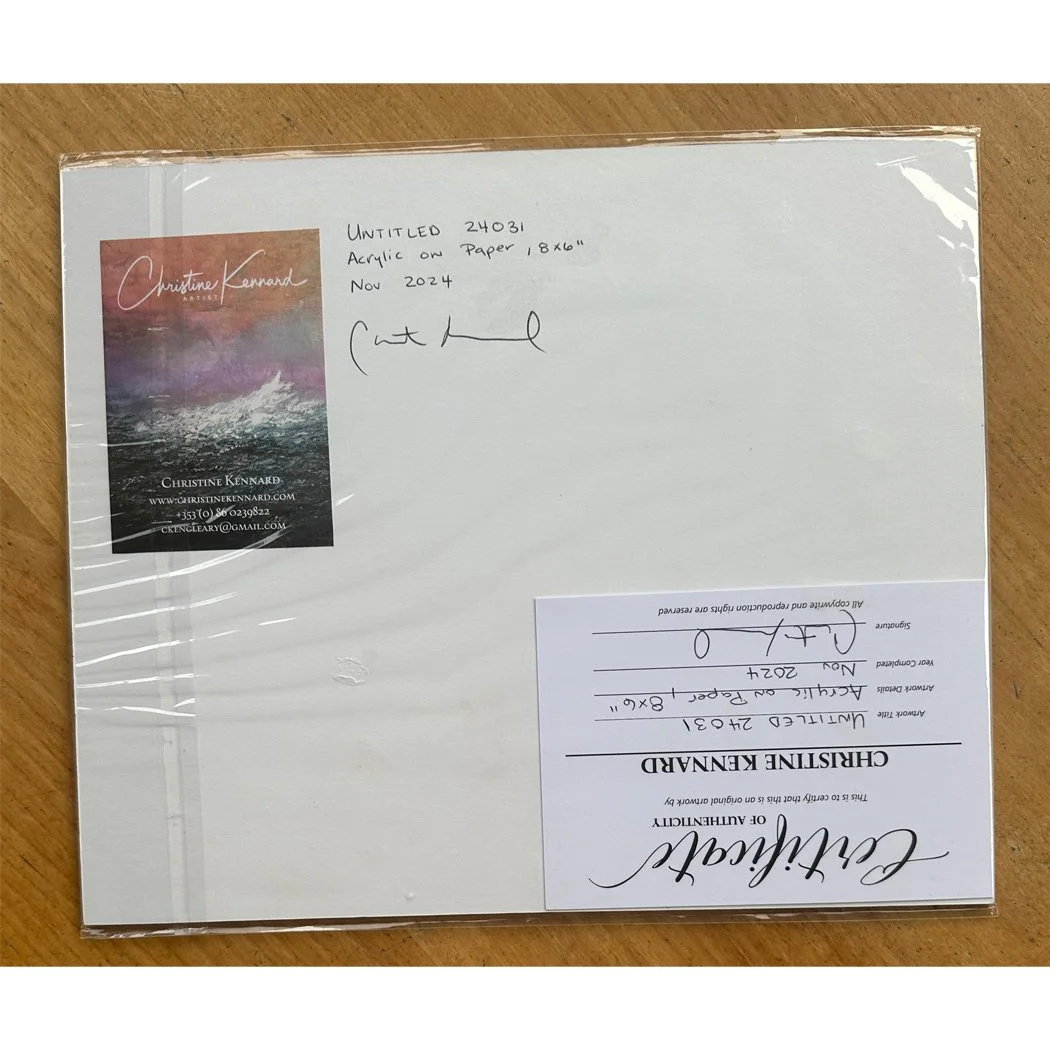 Christine Kennard
ARTIST
CHRISTINE KENNARD
WWW.CHRISTINEKENNARD.COM
+353 (0) 86 0239822
CKENGLEARY@GMAIL.COM
UNTITLED 24031
Acrylic on Paper, 8x6"
Nov 2024
Certificate
OF AUTHENTICITY
This is to certify that this is an original artwork by
CHRISTINE KENNARD
Artwork Title UNTITLED 24031
Artwork Details Acrylic on Paper, 8x6"
Year Completed Nov 2024
Signature
All copywrite and reproduction rights are reserved